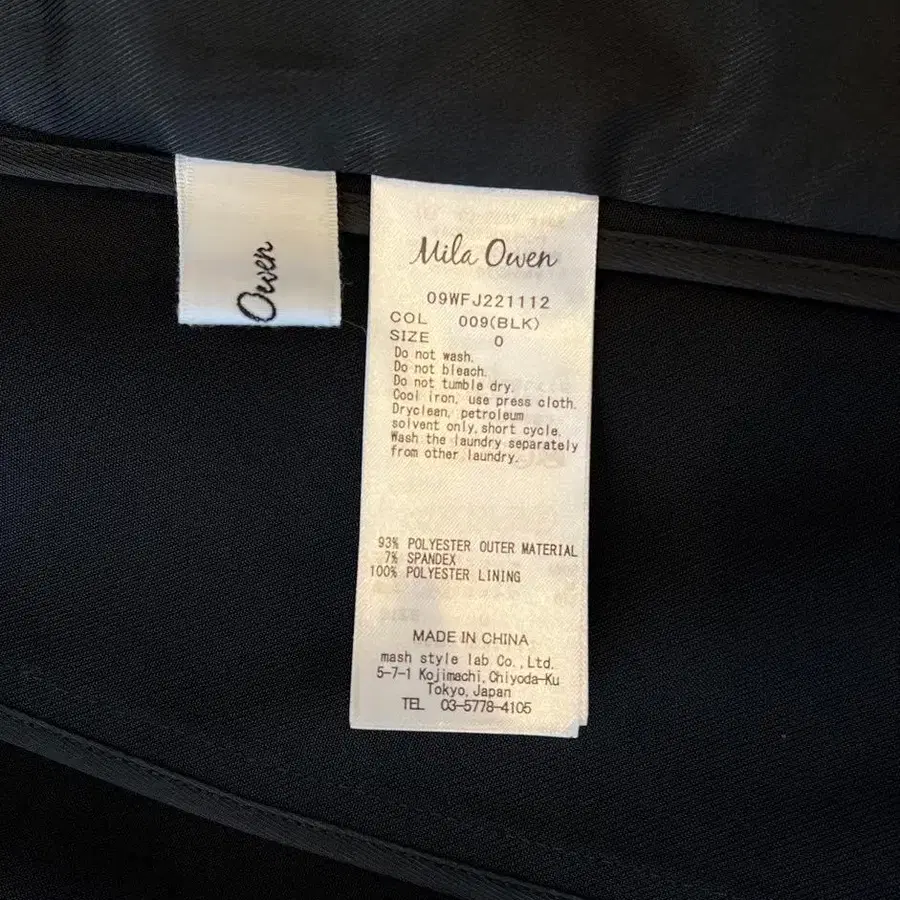 Owen
Mila Owen
09WFJ221112
COL 009(BLK)
SIZE 0
Do not wash.
Do not bleach.
Do not tumble dry.
Cool iron, use press cloth.
Dryclean, petroleum
solvent only, short cycle.
Wash the laundry separately
from other laundry.
93% POLYESTER OUTER MATERIAL
7% SPANDEX
100% POLYESTER LINING
MADE IN CHINA
mash style lab Co., Ltd.
5-7-1 Kojimachi, Chiyoda-Ku
Tokyo, Japan
TEL 03-5778-4105